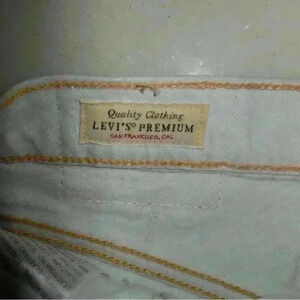 Quality Clothing
LEVI'S® PREMIUM
SAN FRANCISCO, CAL.